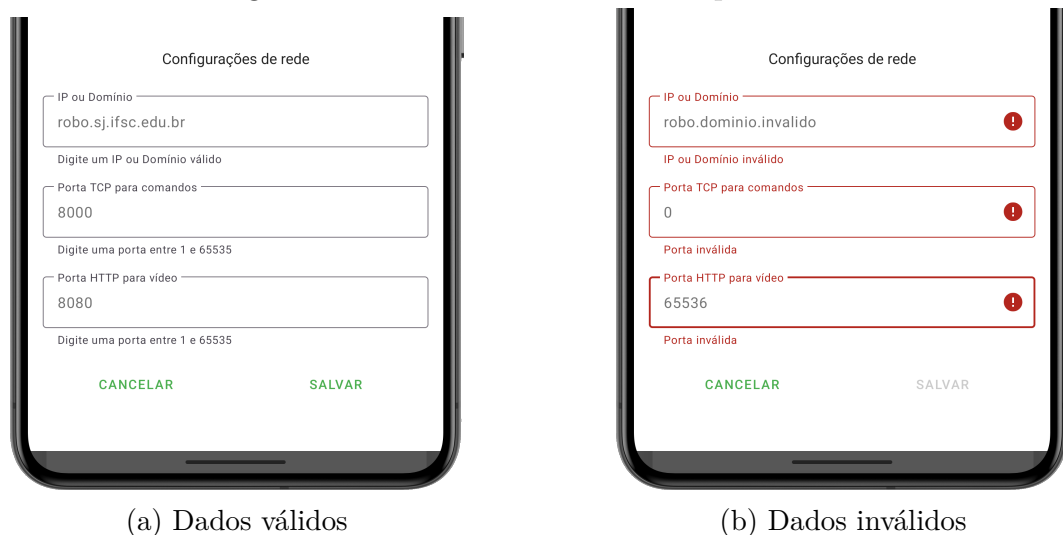 Configurações de rede
IP ou Domínio
robo.sj.ifsc.edu.br
Digite um IP ou Domínio válido
Porta TCP para comandos
8000
Digite uma porta entre 1 e 65535
Porta HTTP para vídeo
8080
Digite uma porta entre 1 e 65535
CANCELAR SALVAR
(a) Dados válidos
Configurações de rede
IP ou Domínio
robo.dominio.invalido
IP ou Domínio inválido
Porta TCP para comandos
0
Porta inválida
Porta HTTP para vídeo
65536
Porta inválida
CANCELAR SALVAR
(b) Dados inválidos